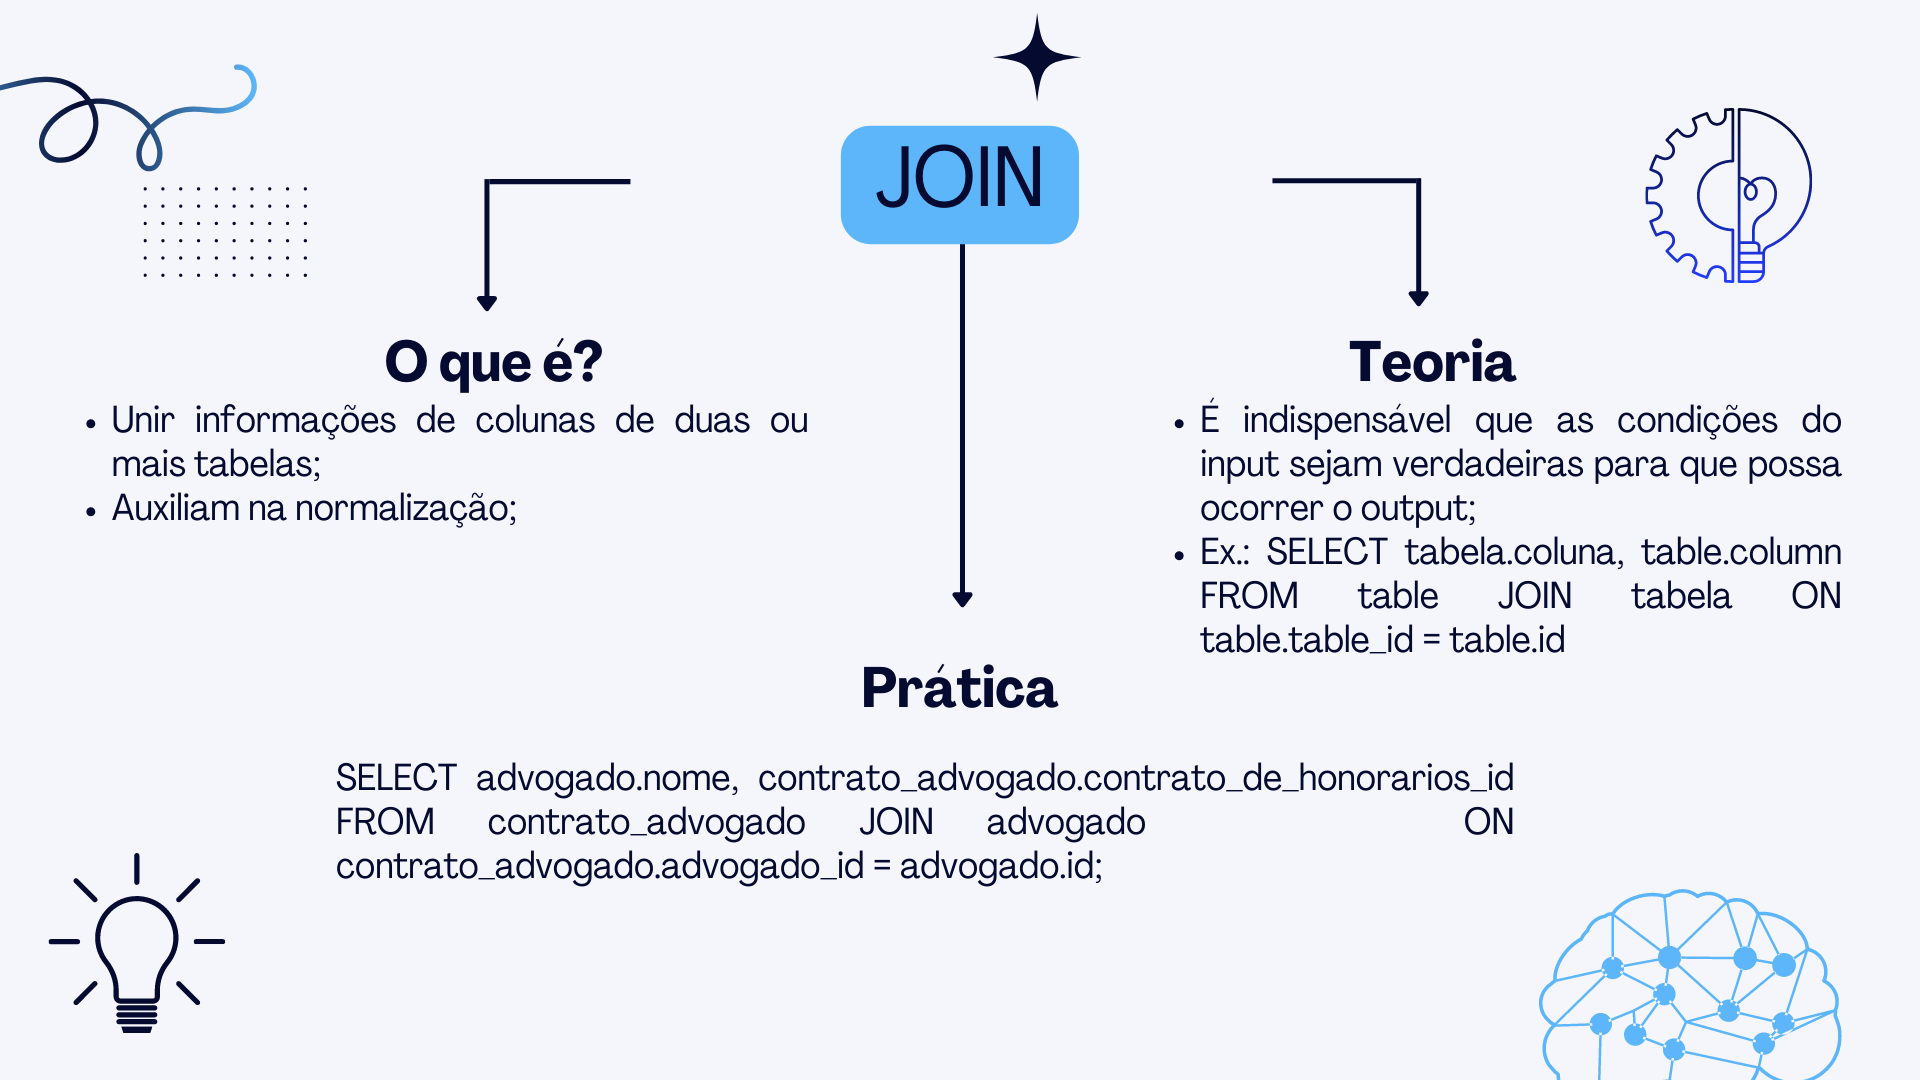 JOIN
O que é?
Unir informações de colunas de duas ou
mais tabelas;
Auxiliam na normalização;
Teoria
É indispensável que as condições do
input sejam verdadeiras para que possa
ocorrer o output;
Ex.: SELECT tabela.coluna, table.column
FROM table JOIN tabela ON
table.table_id = table.id
Prática
SELECT advogado.nome, contrato_advogado.contrato_de_honorarios_id
FROM contrato_advogado JOIN advogado ON
contrato_advogado.advogado_id = advogado.id;